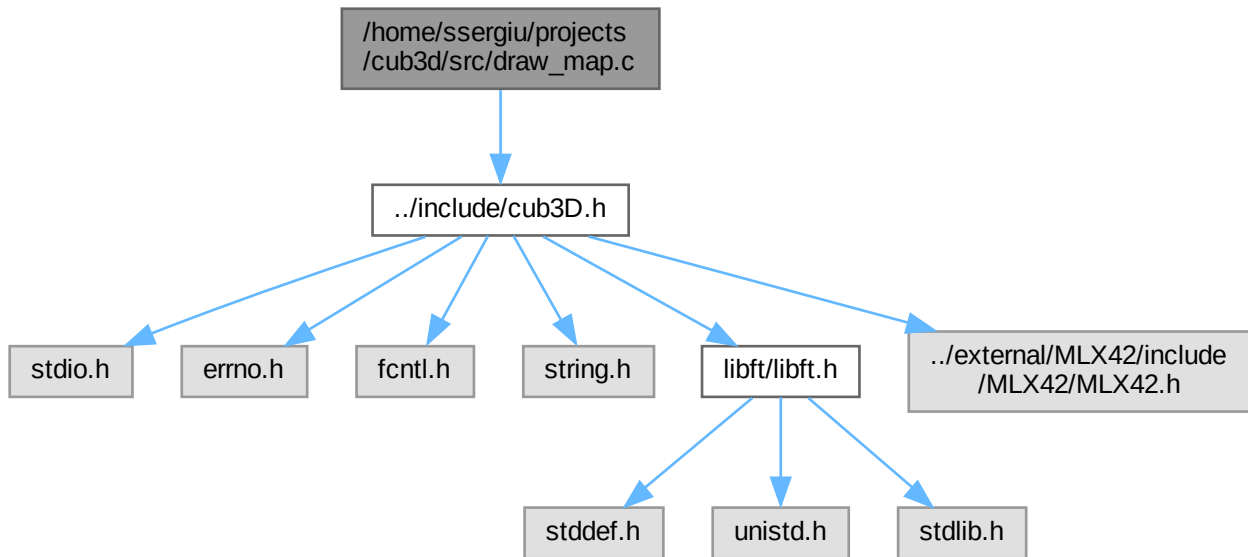 /home/ssergiu/projects
/cub3d/src/draw_map.c
../include/cub3D.h
stdio.h
errno.h
fcntl.h
string.h
libft/libft.h
../external/MLX42/include
/MLX42/MLX42.h
stddef.h
unistd.h
stdlib.h